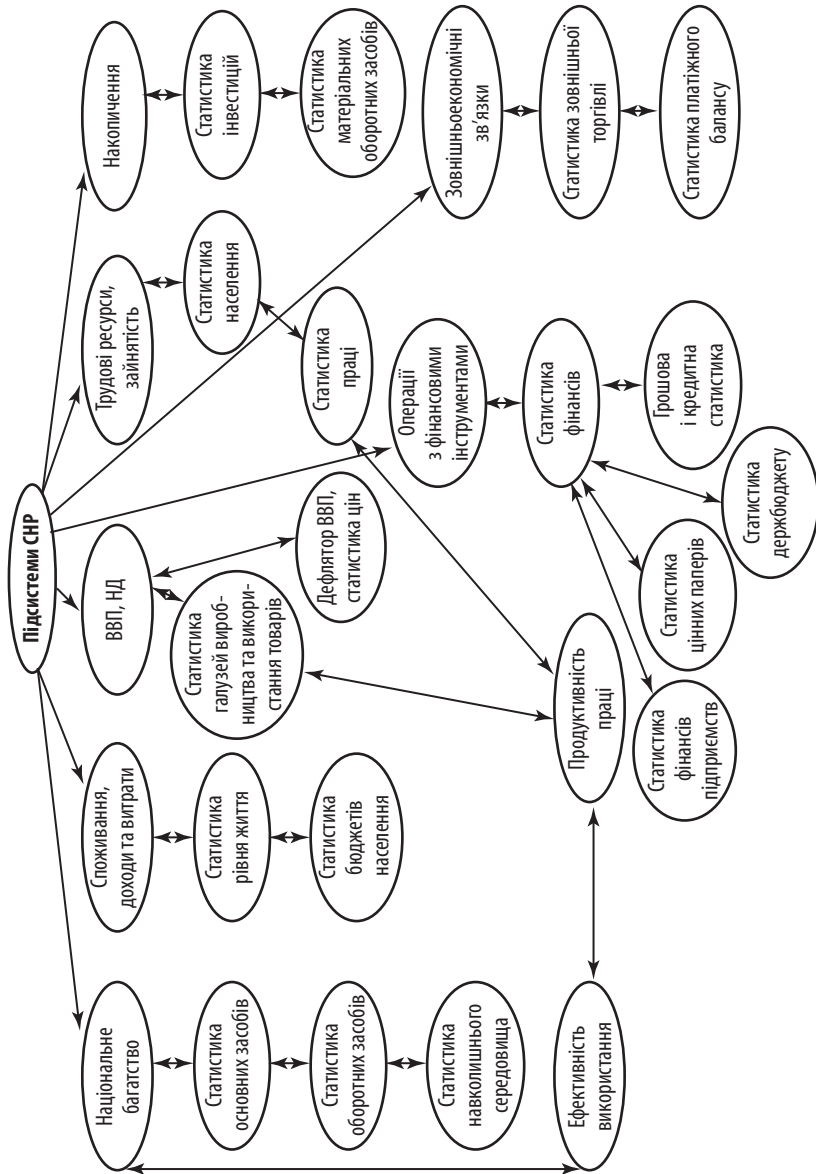 Підсистеми СНР
Національне
багатство
Статистика
основних засобів
Статистика
оборотних засобів
Статистика
навколишнього
середовища
Ефективність
використання
Споживання,
доходи та витрати
Статистика
рівня життя
Статистика
бюджетів
населення
ВВП, НД
Статистика
галузей вироб-
ництва та викори-
стання товарів
Дефлятор ВВП,
статистика цін
Продуктивність
праці
Трудові ресурси,
зайнятість
Статистика
населення
Статистика
праці
Операції
з фінансовими
інструментами
Статистика
фінансів
Статистика
фінансів
підприємств
Статистика
цінних паперів
Статистика
держбюджету
Грошова
і кредитна
статистика
Накопичення
Статистика
інвестицій
Статистика
матеріальних
оборотних засобів
Зовнішньоекономічні
зв’язки
Статистика зовнішньої
торгівлі
Статистика платіжного
балансу